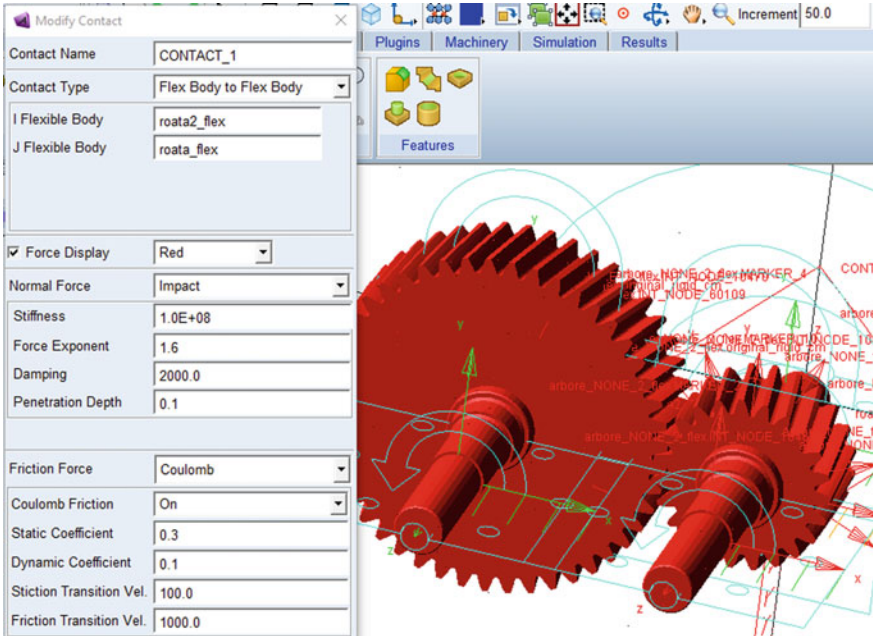 Modify Contact
Contact Name CONTACT_1
Contact Type Flex Body to Flex Body
I Flexible Body roata2_flex
J Flexible Body roata_flex
Force Display Red
Normal Force Impact
Stiffness 1.0E+08
Force Exponent 1.6
Damping 2000.0
Penetration Depth 0.1
Friction Force Coulomb
Coulomb Friction On
Static Coefficient 0.3
Dynamic Coefficient 0.1
Stiction Transition Vel. 100.0
Friction Transition Vel. 1000.0
Increment 50.0
Plugins Machinery Simulation Results
Features
y
CONT
INT_NODE_60109
y
z
y
x
z
z
x